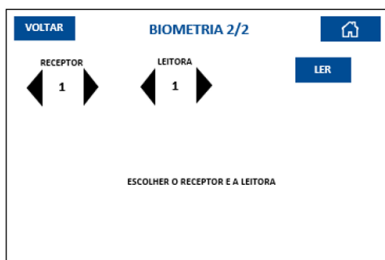 VOLTAR
BIOMETRIA 2/2
RECEPTOR
LEITORA
LER
1
1
ESCOLHER O RECEPTOR E A LEITORA